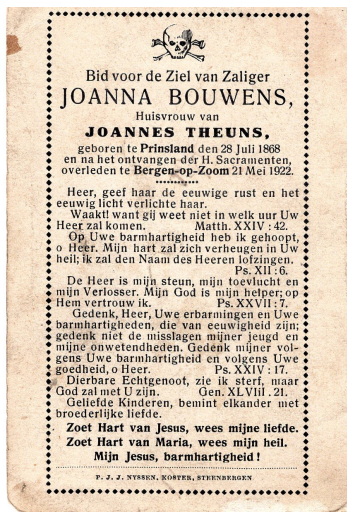 Bid voor de Ziel van Zaliger
JOANNA BOUWENS,
Huisvrouw van
JOANNES THEUNS,
geboren te Prinsland den 28 Juli 1868
en na het ontvangen der H. Sacramenten,
overleden te Bergen-op-Zoom 21 Mei 1922.
Heer, geef haar de eeuwige rust en het
eeuwig licht verlichte haar.
Waakt! want gij weet niet in welk uur Uw
Heer zal komen. Matth. XXIV : 42.
Op Uw barmhartigheid heb ik gehoopt,
o Heer. Mijn hart zal zich verheugen in Uw
heil; ik zal den Naam des Heeren lofzingen.
Ps. XII : 6.
De Heer is mijn steun, mijn toevlucht en
mijn Verlosser. Mijn God is mijn helper; op
Hem vertrouw ik. Ps. XXVII : 7.
Gedenk, Heer, Uwe erbarmingen en Uwe
barmhartigheden, die van eeuwigheid zijn;
gedenk niet de misslagen mijner jeugd en
mijne onwetendheden. Gedenk mijner vol-
gens Uwe barmhartigheid en volgens Uwe
goedheid, o Heer. Ps. XXIV : 17.
Dierbare Echtgenoot, zie ik sterf, maar
God zal met U zijn. Gen. XLVIII . 21.
Geliefde Kinderen, bemint elkander met
broederlijke liefde.
Zoet Hart van Jesus, wees mijne liefde.
Zoet Hart van Maria, wees mijn heil.
Mijn Jesus, barmhartigheid !
P. J. J. NYSSEN, KOSTER, STEENBERGEN